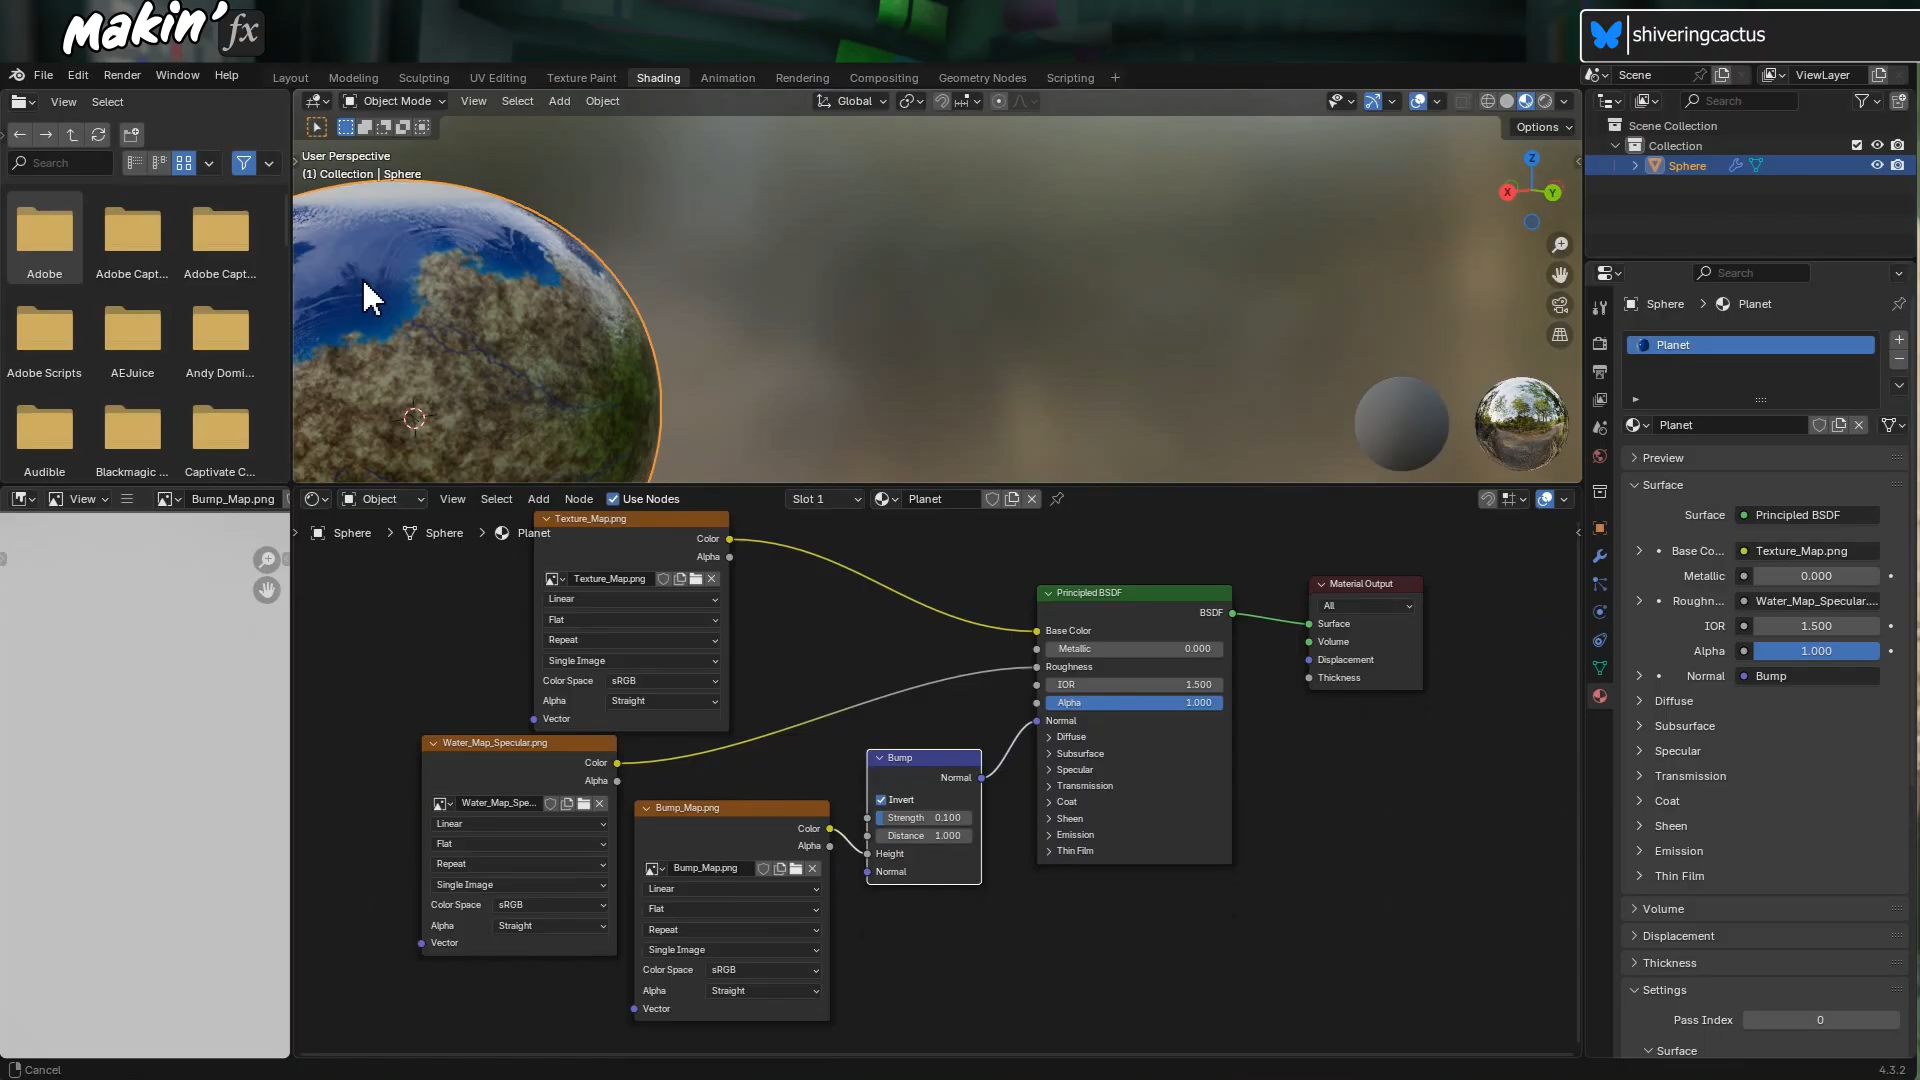 makin' fx
shiveringcactus
File Edit Render Window Help
Layout Modeling Sculpting UV Editing Texture Paint Shading Animation Rendering Compositing Geometry Nodes Scripting +
Scene
ViewLayer
View Select
Object Mode View Select Add Object
Global
Search
Options
Search
User Perspective
(1) Collection | Sphere
Z
X
Y
Scene Collection
Collection
Sphere
Adobe
Adobe Capt...
Adobe Capt...
Adobe Scripts
AEJuice
Andy Domi...
Audible
Blackmagic ...
Captivate C...
Search
Sphere > Planet
Planet
Planet
Preview
Surface
Surface Principled BSDF
Base Co... Texture_Map.png
Metallic 0.000
Roughn... Water_Map_Specular....
IOR 1.500
Alpha 1.000
Normal Bump
Diffuse
Subsurface
Specular
Transmission
Coat
Sheen
Emission
Thin Film
Volume
Displacement
Thickness
Settings
Pass Index 0
Surface
View
Bump_Map.png
Object View Select Add Node Use Nodes
Slot 1
Planet
Sphere > Sphere > Planet
Texture_Map.png
Color
Alpha
Texture_Map.png
Linear
Flat
Repeat
Single Image
Color Space sRGB
Alpha Straight
Vector
Water_Map_Specular.png
Color
Alpha
Water_Map_Spe...
Linear
Flat
Repeat
Single Image
Color Space sRGB
Alpha Straight
Vector
Bump_Map.png
Color
Alpha
Bump_Map.png
Linear
Flat
Repeat
Single Image
Color Space sRGB
Alpha Straight
Vector
Bump
Normal
Invert
Strength 0.100
Distance 1.000
Height
Normal
Principled BSDF
BSDF
Base Color
Metallic 0.000
Roughness
IOR 1.500
Alpha 1.000
Normal
Diffuse
Subsurface
Specular
Transmission
Coat
Sheen
Emission
Thin Film
Material Output
All
Surface
Volume
Displacement
Thickness
Cancel
4.3.2